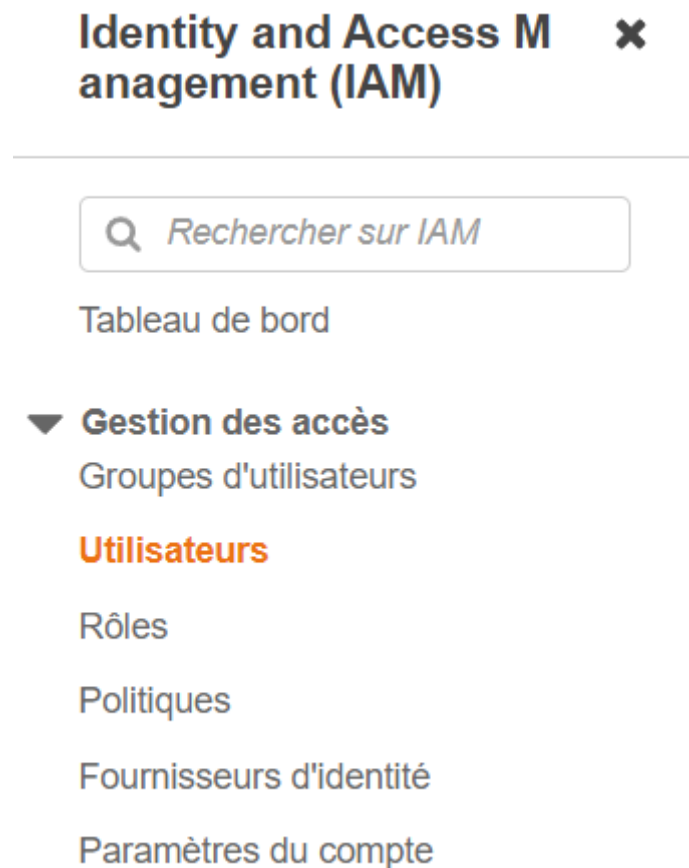 Identity and Access M
anagement (IAM)
Rechercher sur IAM
Tableau de bord
Gestion des accès
Groupes d'utilisateurs
Utilisateurs
Rôles
Politiques
Fournisseurs d'identité
Paramètres du compte